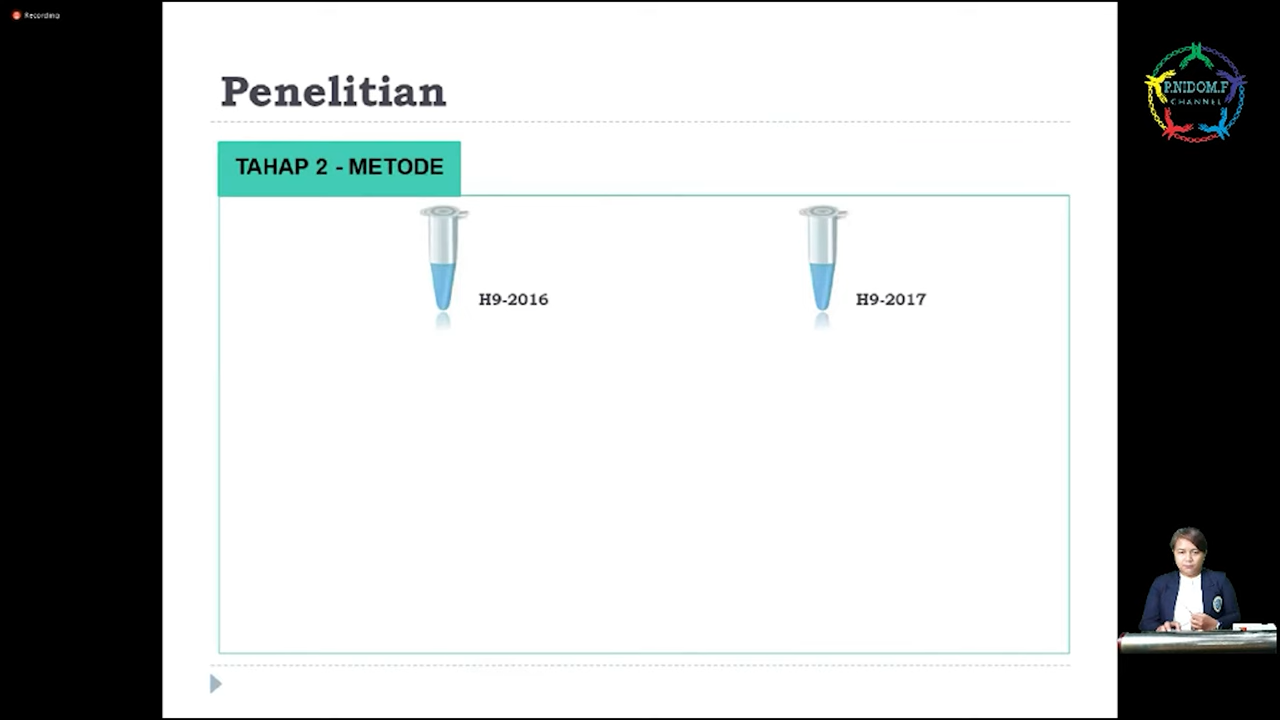 Recording
Penelitian
P.NIDOM.F
CHANNEL
TAHAP 2 - METODE
H9-2016
H9-2017